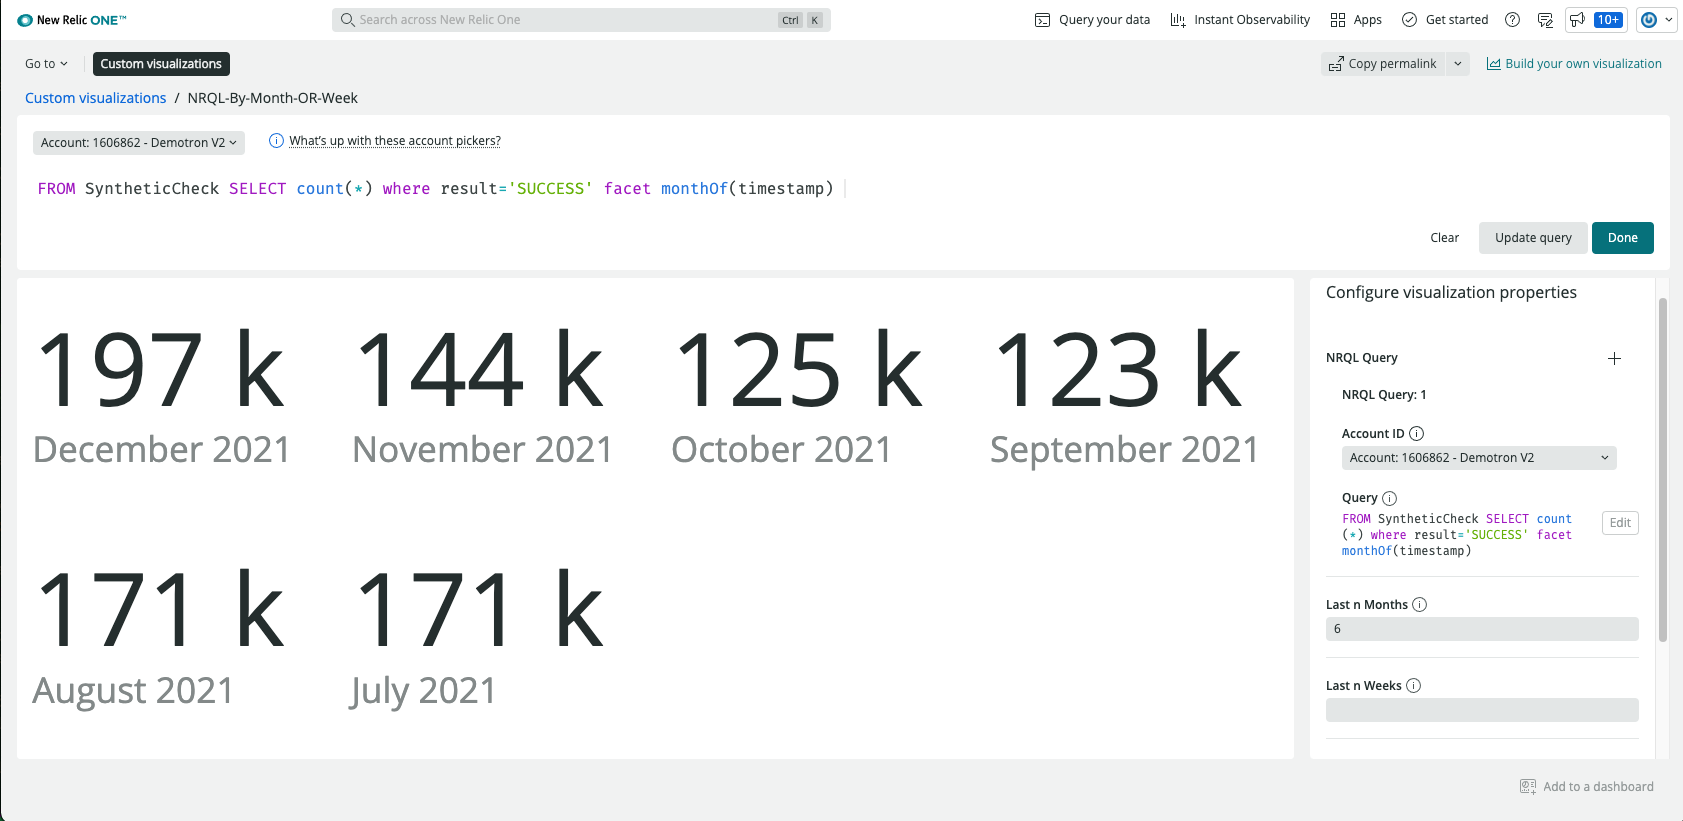 New Relic ONE™
Search across New Relic One
Ctrl K
Query your data
Instant Observability
Apps
Get started
10+
Go to
Custom visualizations
Copy permalink
Build your own visualization
Custom visualizations / NRQL-By-Month-OR-Week
Account: 1606862 - Demotron V2
What's up with these account pickers?
FROM SyntheticCheck SELECT count(*) where result='SUCCESS' facet monthOf(timestamp)
Clear
Update query
Done
197 k
December 2021
144 k
November 2021
125 k
October 2021
123 k
September 2021
171 k
August 2021
171 k
July 2021
Configure visualization properties
NRQL Query
NRQL Query: 1
Account ID
Account: 1606862 - Demotron V2
Query
FROM SyntheticCheck SELECT count
(*) where result='SUCCESS' facet
monthOf(timestamp)
Edit
Last n Months
6
Last n Weeks
Add to a dashboard